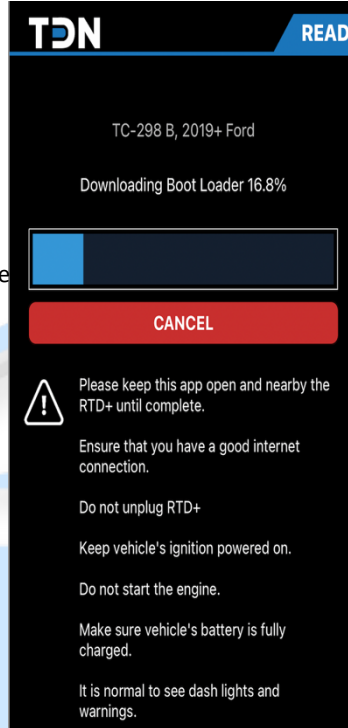 TDN
READ
TC-298 B, 2019+ Ford
Downloading Boot Loader 16.8%
e
CANCEL
Please keep this app open and nearby the
RTD+ until complete.
Ensure that you have a good internet
connection.
Do not unplug RTD+
Keep vehicle's ignition powered on.
Do not start the engine.
Make sure vehicle's battery is fully
charged.
It is normal to see dash lights and
warnings.